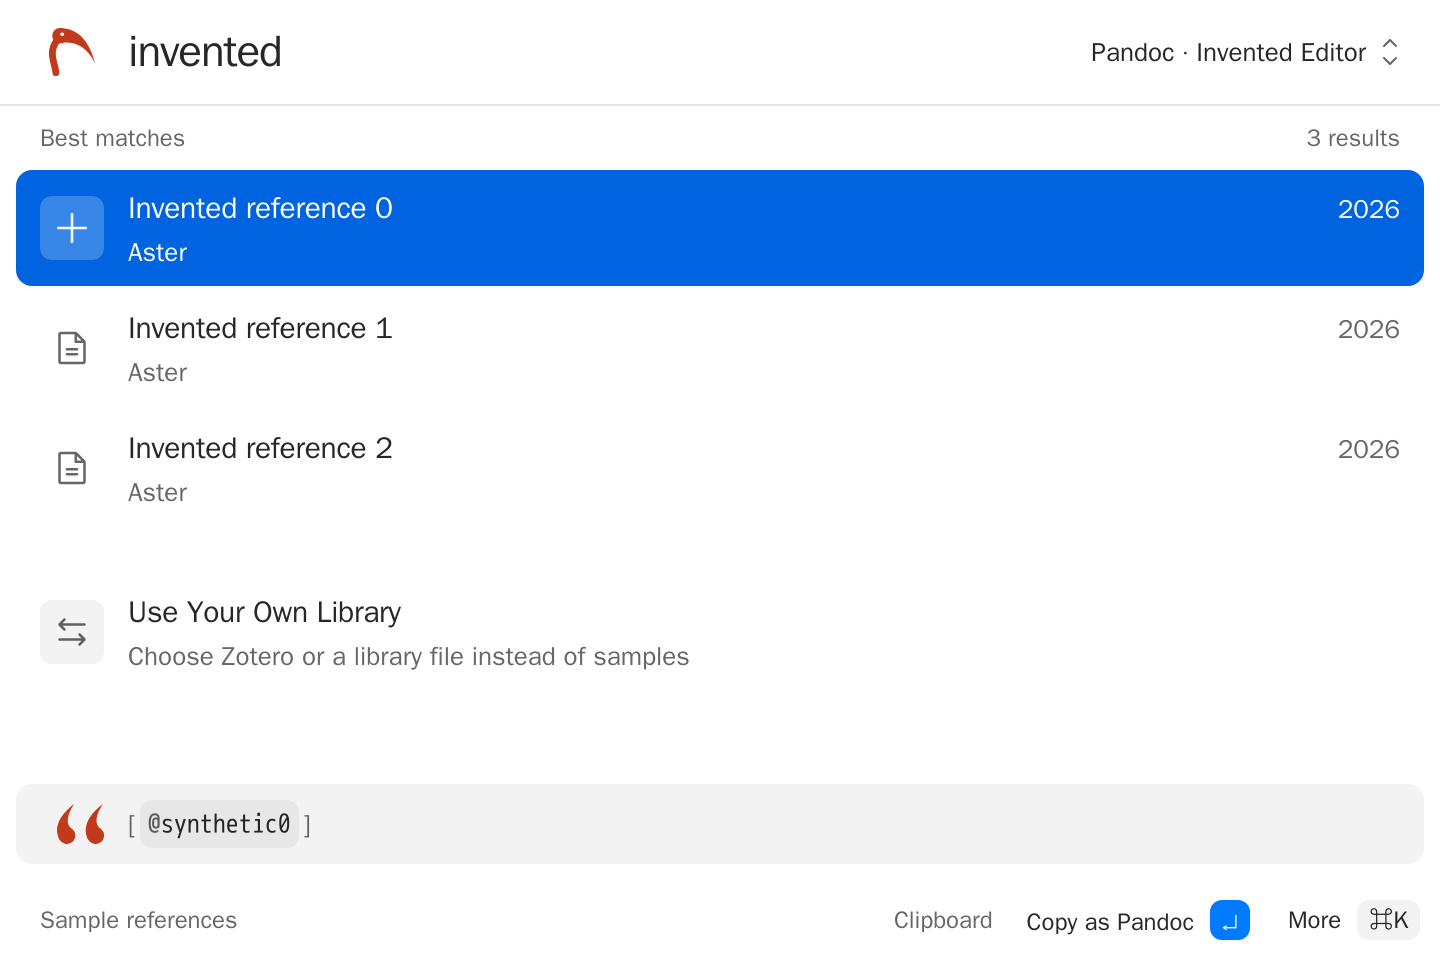 invented
Pandoc · Invented Editor
Best matches
3 results
Invented reference 0
2026
Aster
Invented reference 1
2026
Aster
Invented reference 2
2026
Aster
Use Your Own Library
Choose Zotero or a library file instead of samples
[ @synthetic0 ]
Sample references
Clipboard
Copy as Pandoc
More
⌘K